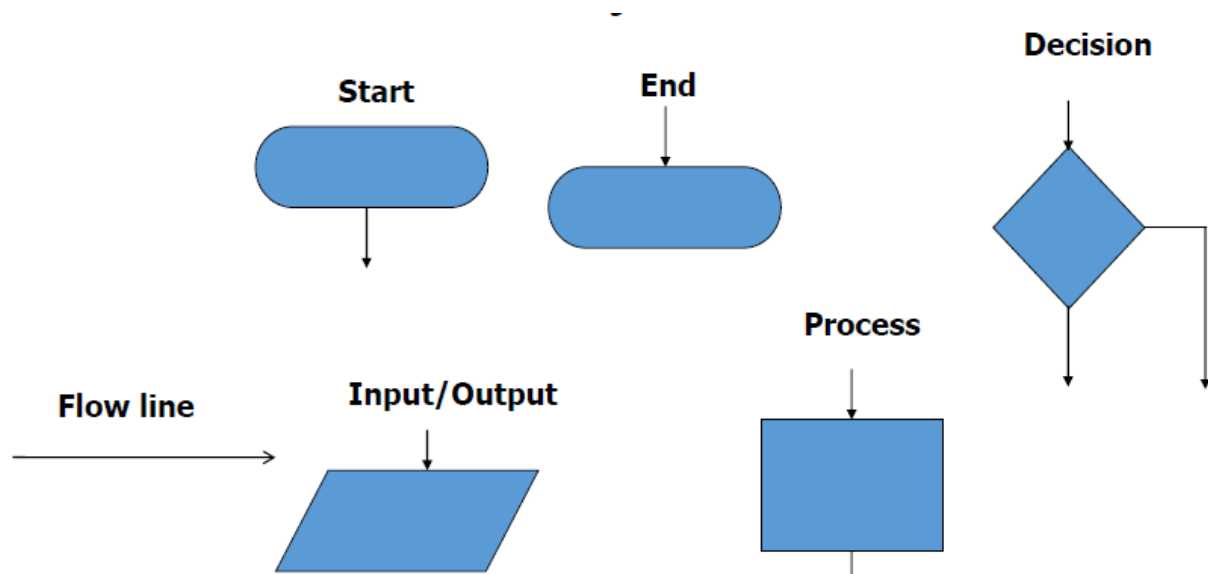 Decision
Start
End
Process
Input/Output
Flow line